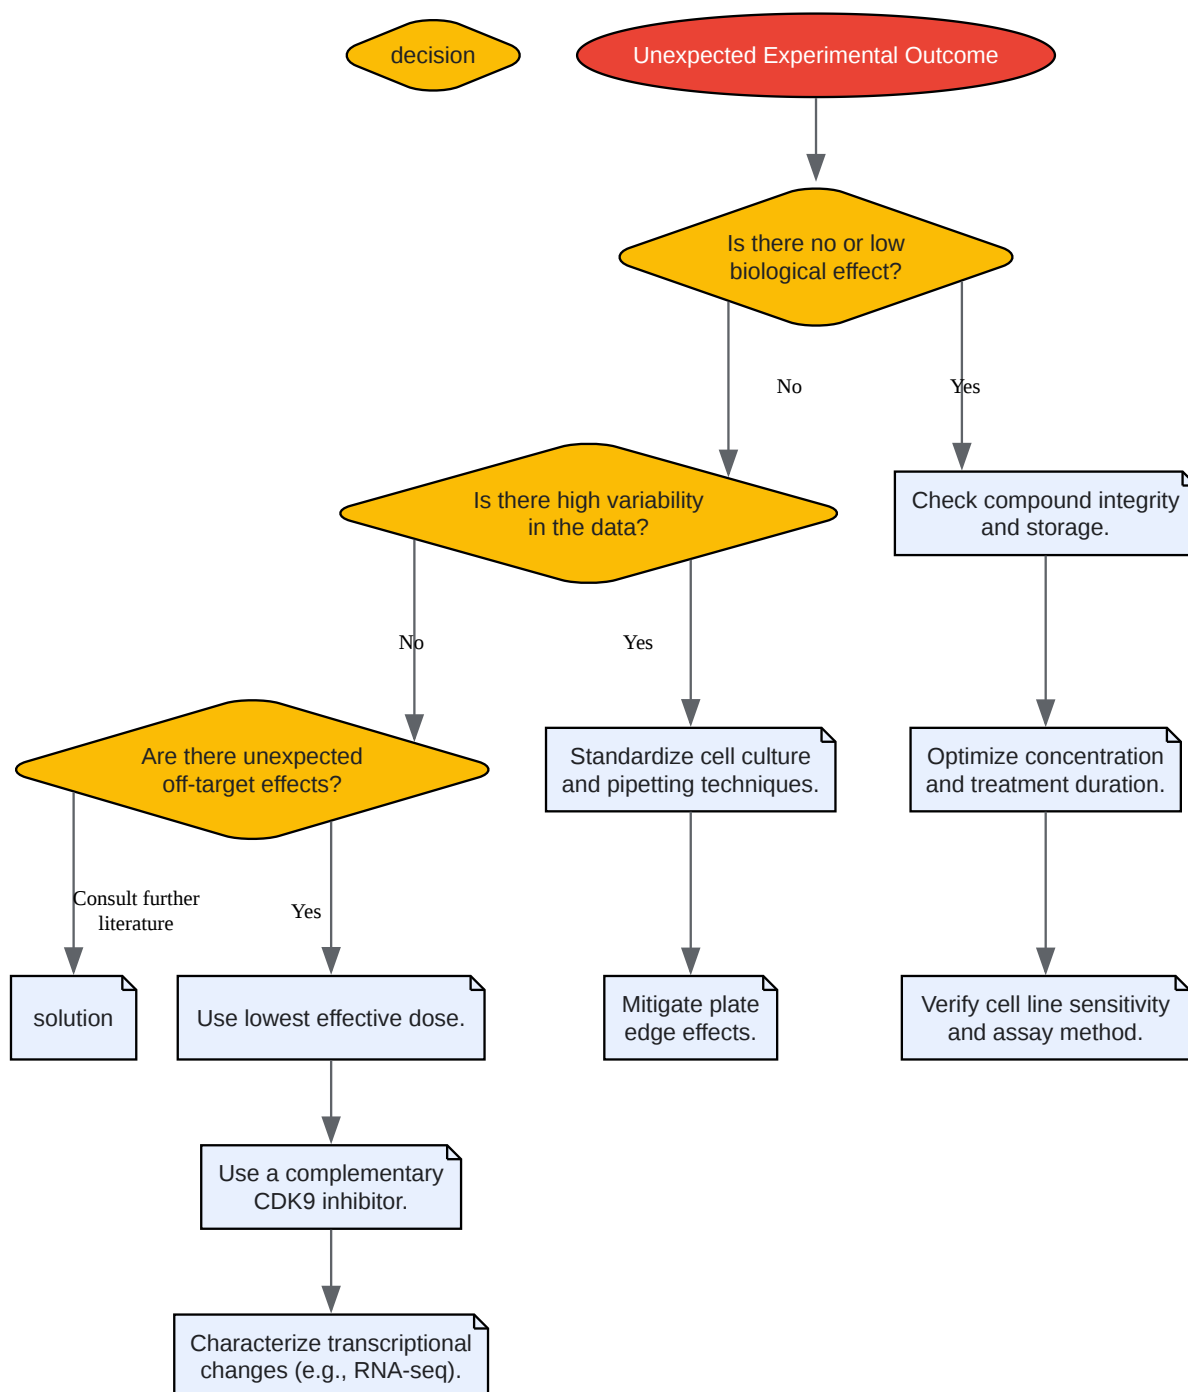 decision
Unexpected Experimental Outcome
Is there no or low
biological effect?
No
Yes
Is there high variability
in the data?
Check compound integrity
and storage.
No
Yes
Are there unexpected
off-target effects?
Standardize cell culture
and pipetting techniques.
Optimize concentration
and treatment duration.
Consult further
literature
Yes
solution
Use lowest effective dose.
Mitigate plate
edge effects.
Verify cell line sensitivity
and assay method.
Use a complementary
CDK9 inhibitor.
Characterize transcriptional
changes (e.g., RNA-seq).